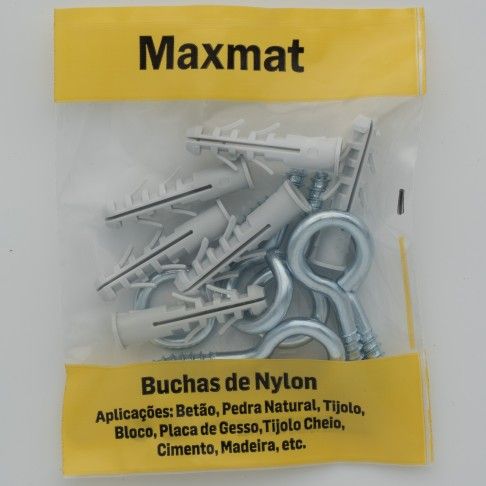 Maxmat
Buchas de Nylon
Aplicações: Betão, Pedra Natural, Tijolo,
Bloco, Placa de Gesso, Tijolo Cheio,
Cimento, Madeira, etc.